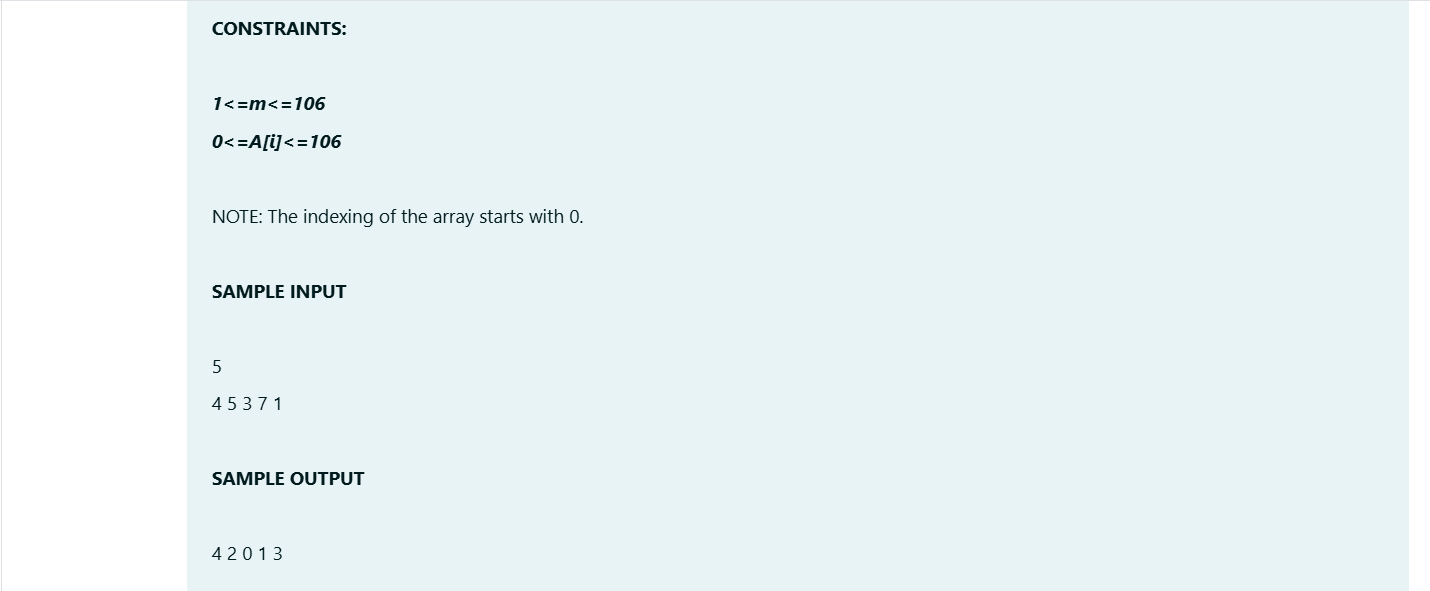 CONSTRAINTS:
1<=m<=106
0<=A[i]<=106
NOTE: The indexing of the array starts with 0.
SAMPLE INPUT
5
4 5 3 7 1
SAMPLE OUTPUT
4 2 0 1 3